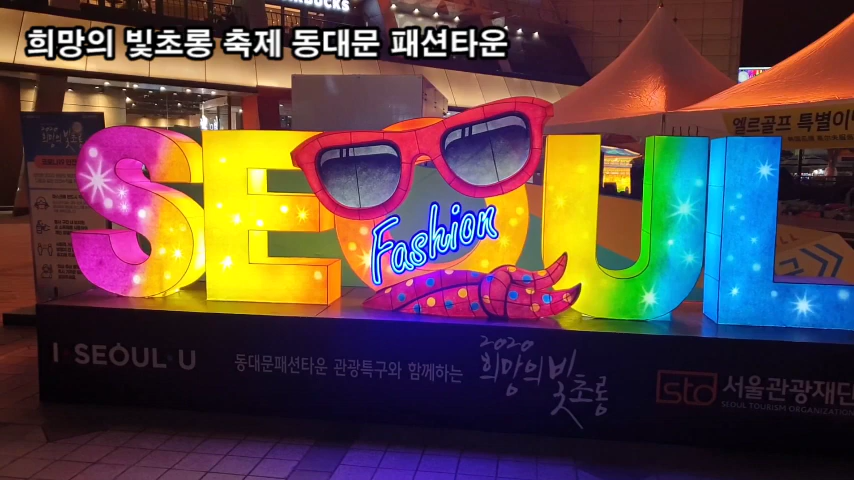 희망의 빛초롱 축제 동대문 패션타운
STARBUCKS
엘르골프 특별이
SEOUL
Fashion
I SEOUL U
동대문패션타운 관광특구와 함께하는
2020
희망의 빛초롱
std 서울관광재단
SEOUL TOURISM ORGANIZATION